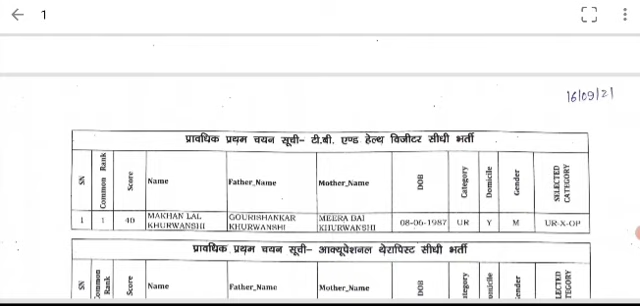 1
16/09/21
प्रावधिक प्रथम चयन सूची- टी.बी. एण्ड हेल्थ विजीटर सीधी भर्ती
SN Common Rank Score Name Father_Name Mother_Name DOB Category Domicile Gender SELECTED CATEGORY
1 1 40 MAKHAN LAL KHURWANSHI GOURISHANKAR KHURWANSHI MEERA BAI KHURWANSHI 08-06-1987 UR Y M UR-X-OP
प्रावधिक प्रथम चयन सूची- आक्यूपेशनल थेरापिस्ट सीधी भर्ती
SN Common Rank Score Name Father_Name Mother_Name DOB